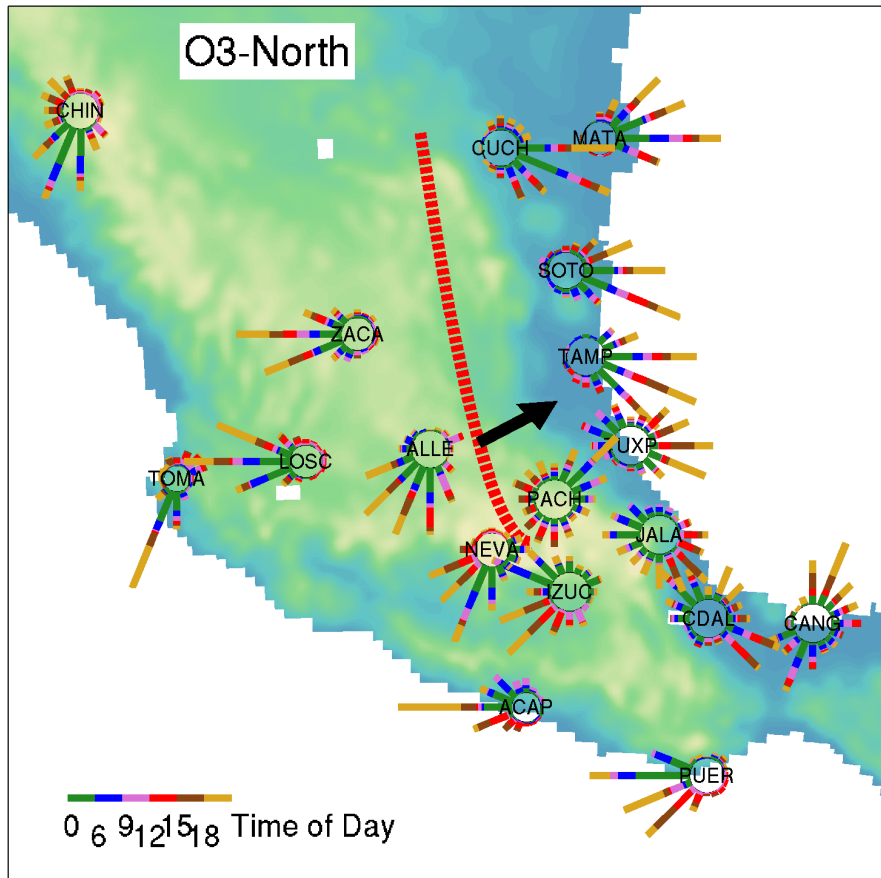 O3-North
CHIN
CUCH
MATA
SOTO
ZACA
TAMP
ALLE
UXP
LOSC
TOMA
PACH
JALA
NEVA
IZUC
CDAL
CANG
ACAP
PUER
0 6 9 12 15 18 Time of Day